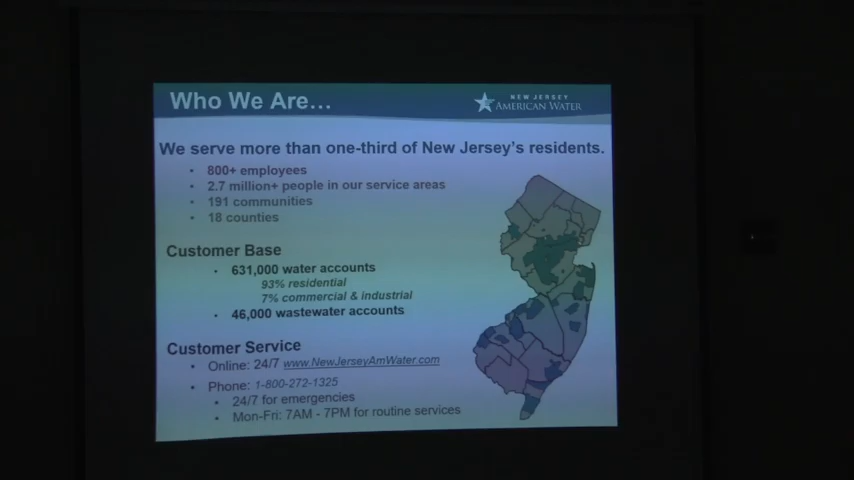 Who We Are...
NEW JERSEY
AMERICAN WATER
We serve more than one-third of New Jersey's residents.
• 800+ employees
• 2.7 million+ people in our service areas
• 191 communities
• 18 counties
Customer Base
• 631,000 water accounts
93% residential
7% commercial & industrial
• 46,000 wastewater accounts
Customer Service
• Online: 24/7 www.NewJerseyAmWater.com
• Phone: 1-800-272-1325
• 24/7 for emergencies
• Mon-Fri: 7AM - 7PM for routine services